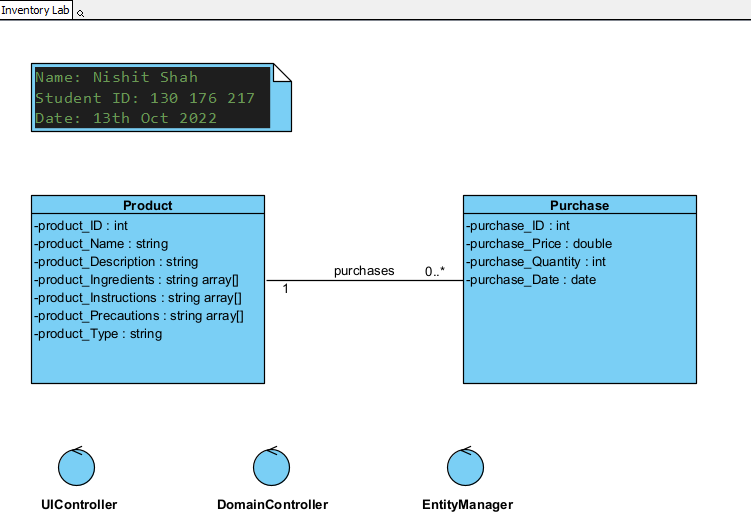 Inventory Lab
Name: Nishit Shah
Student ID: 130 176 217
Date: 13th Oct 2022
Product
-product_ID : int
-product_Name : string
-product_Description : string
-product_Ingredients : string array[]
-product_Instructions : string array[]
-product_Precautions : string array[]
-product_Type : string
purchases
0..*
1
Purchase
-purchase_ID : int
-purchase_Price : double
-purchase_Quantity : int
-purchase_Date : date
UIController
DomainController
EntityManager